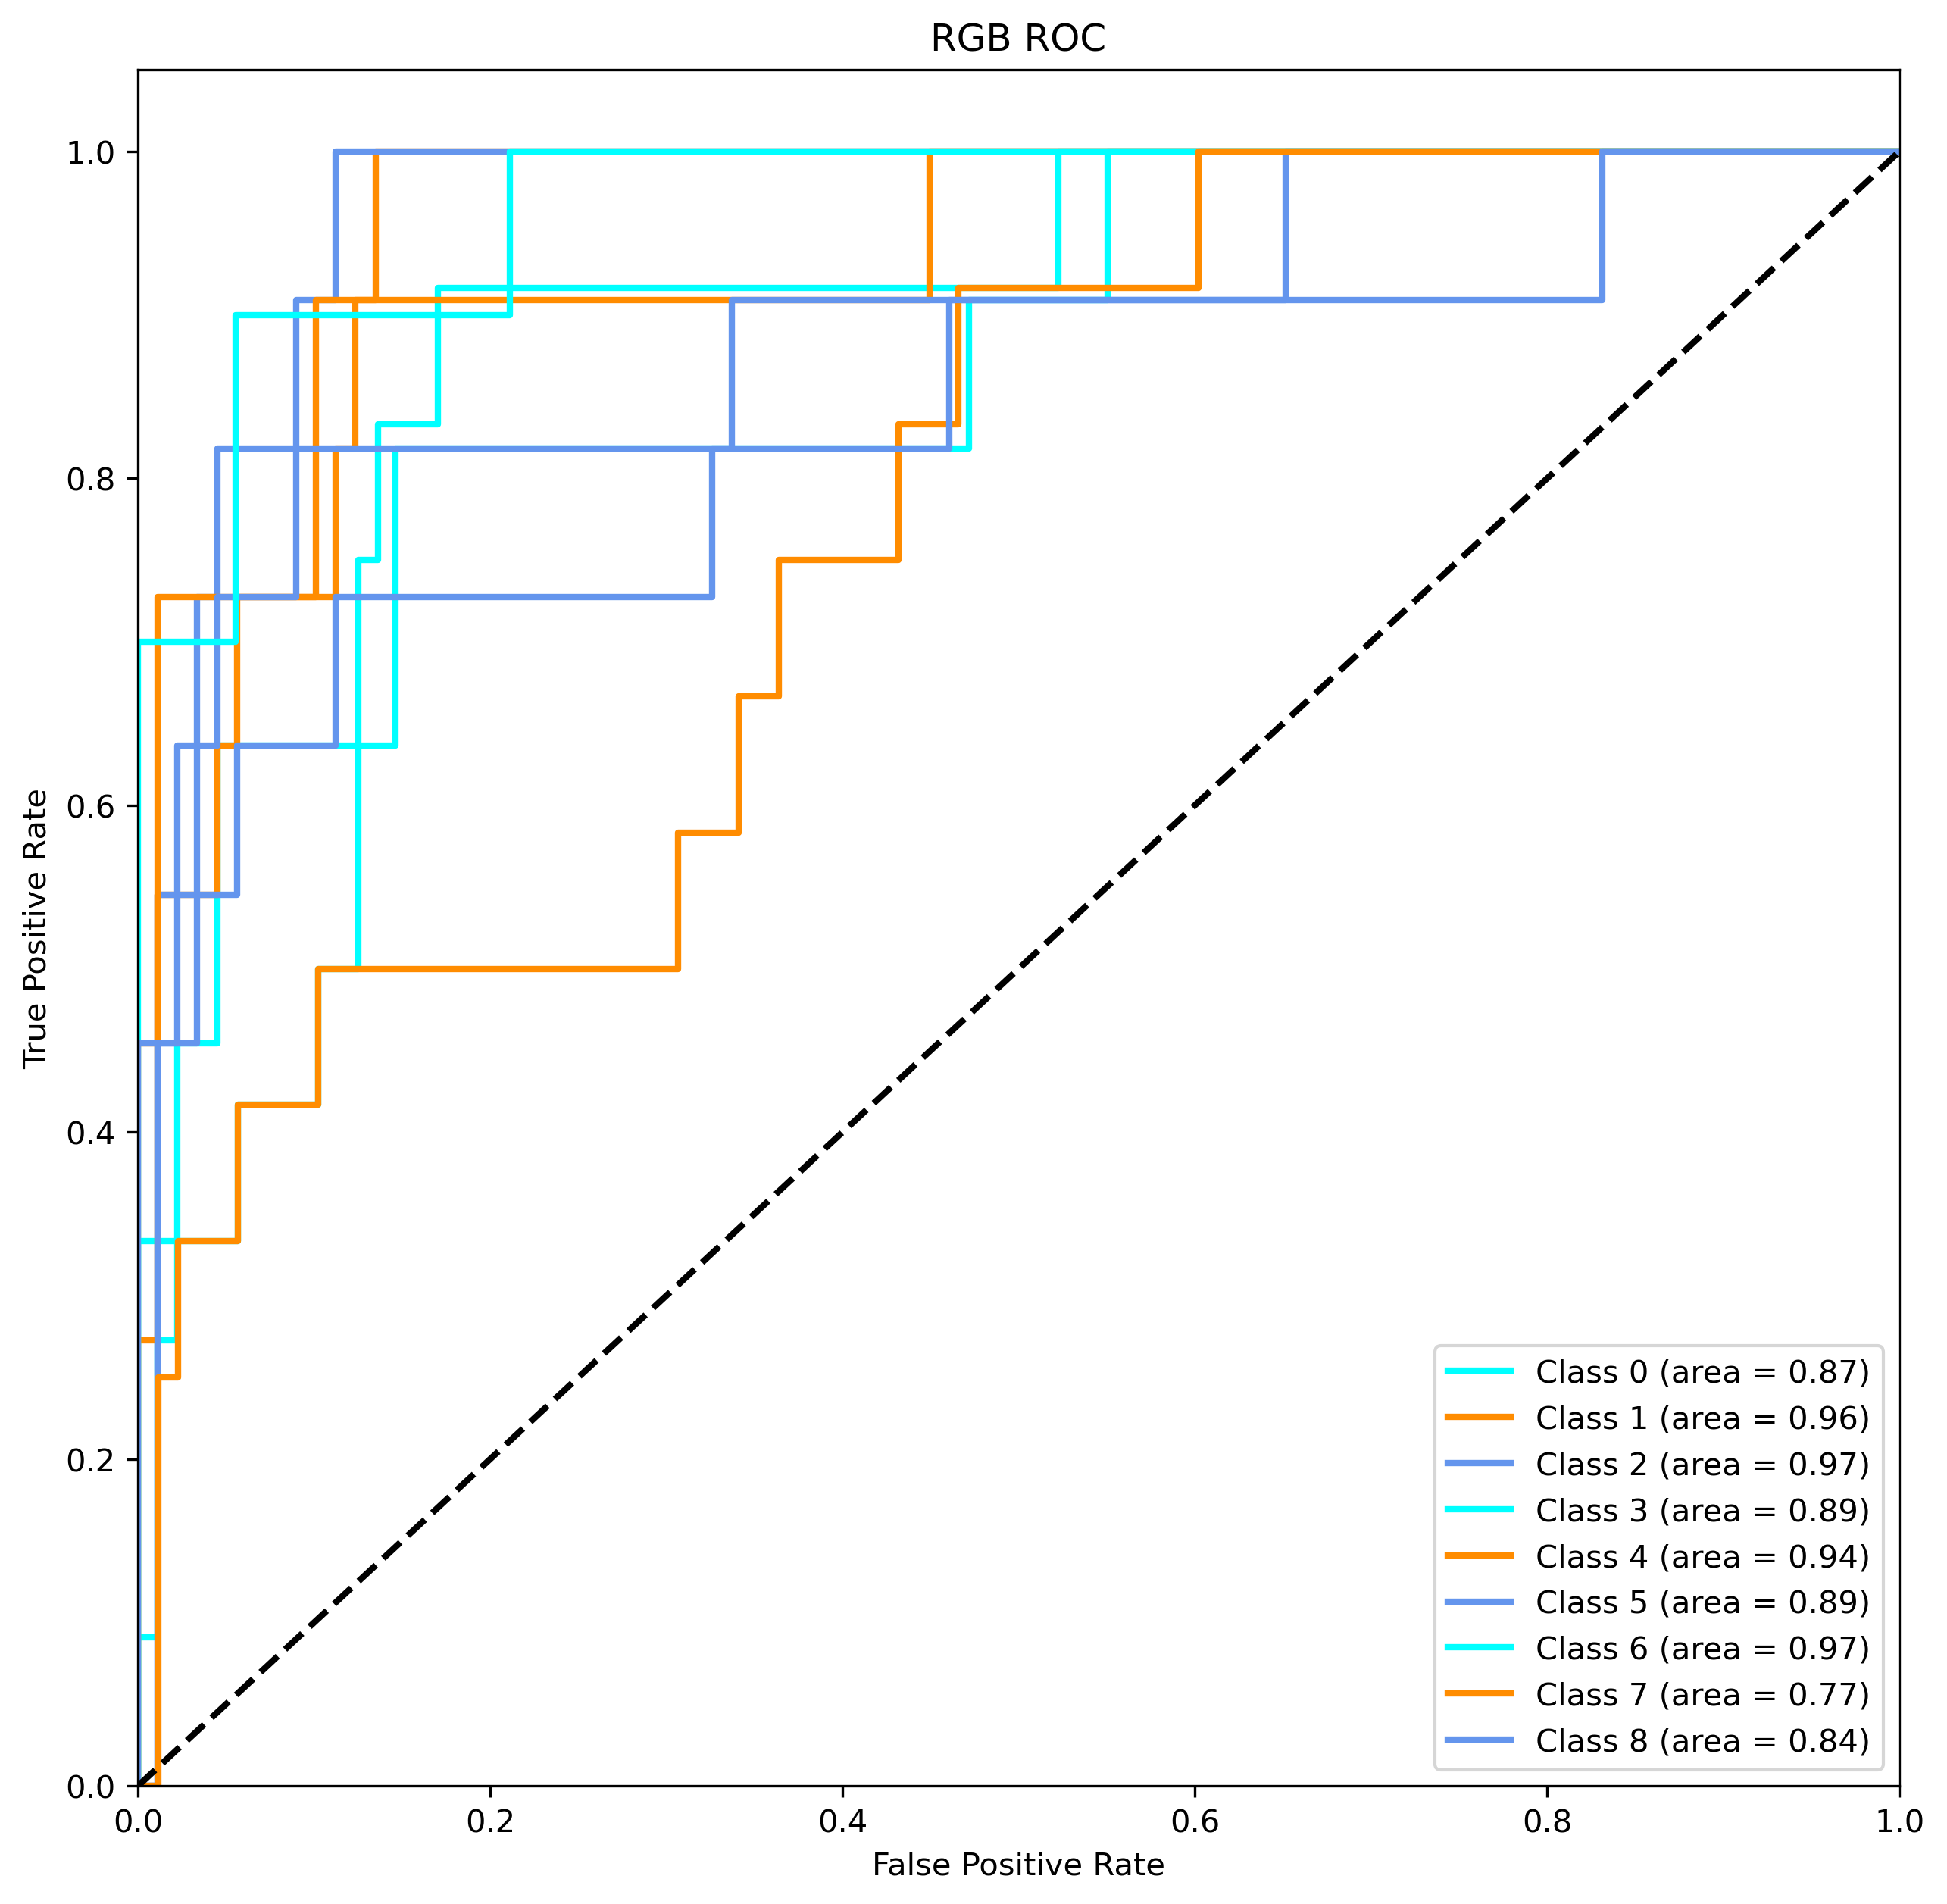 RGB ROC
1.0
0.8
0.6
0.4
0.2
0.0
True Positive Rate
0.0 0.2 0.4 0.6 0.8 1.0
False Positive Rate
Class 0 (area = 0.87)
Class 1 (area = 0.96)
Class 2 (area = 0.97)
Class 3 (area = 0.89)
Class 4 (area = 0.94)
Class 5 (area = 0.89)
Class 6 (area = 0.97)
Class 7 (area = 0.77)
Class 8 (area = 0.84)